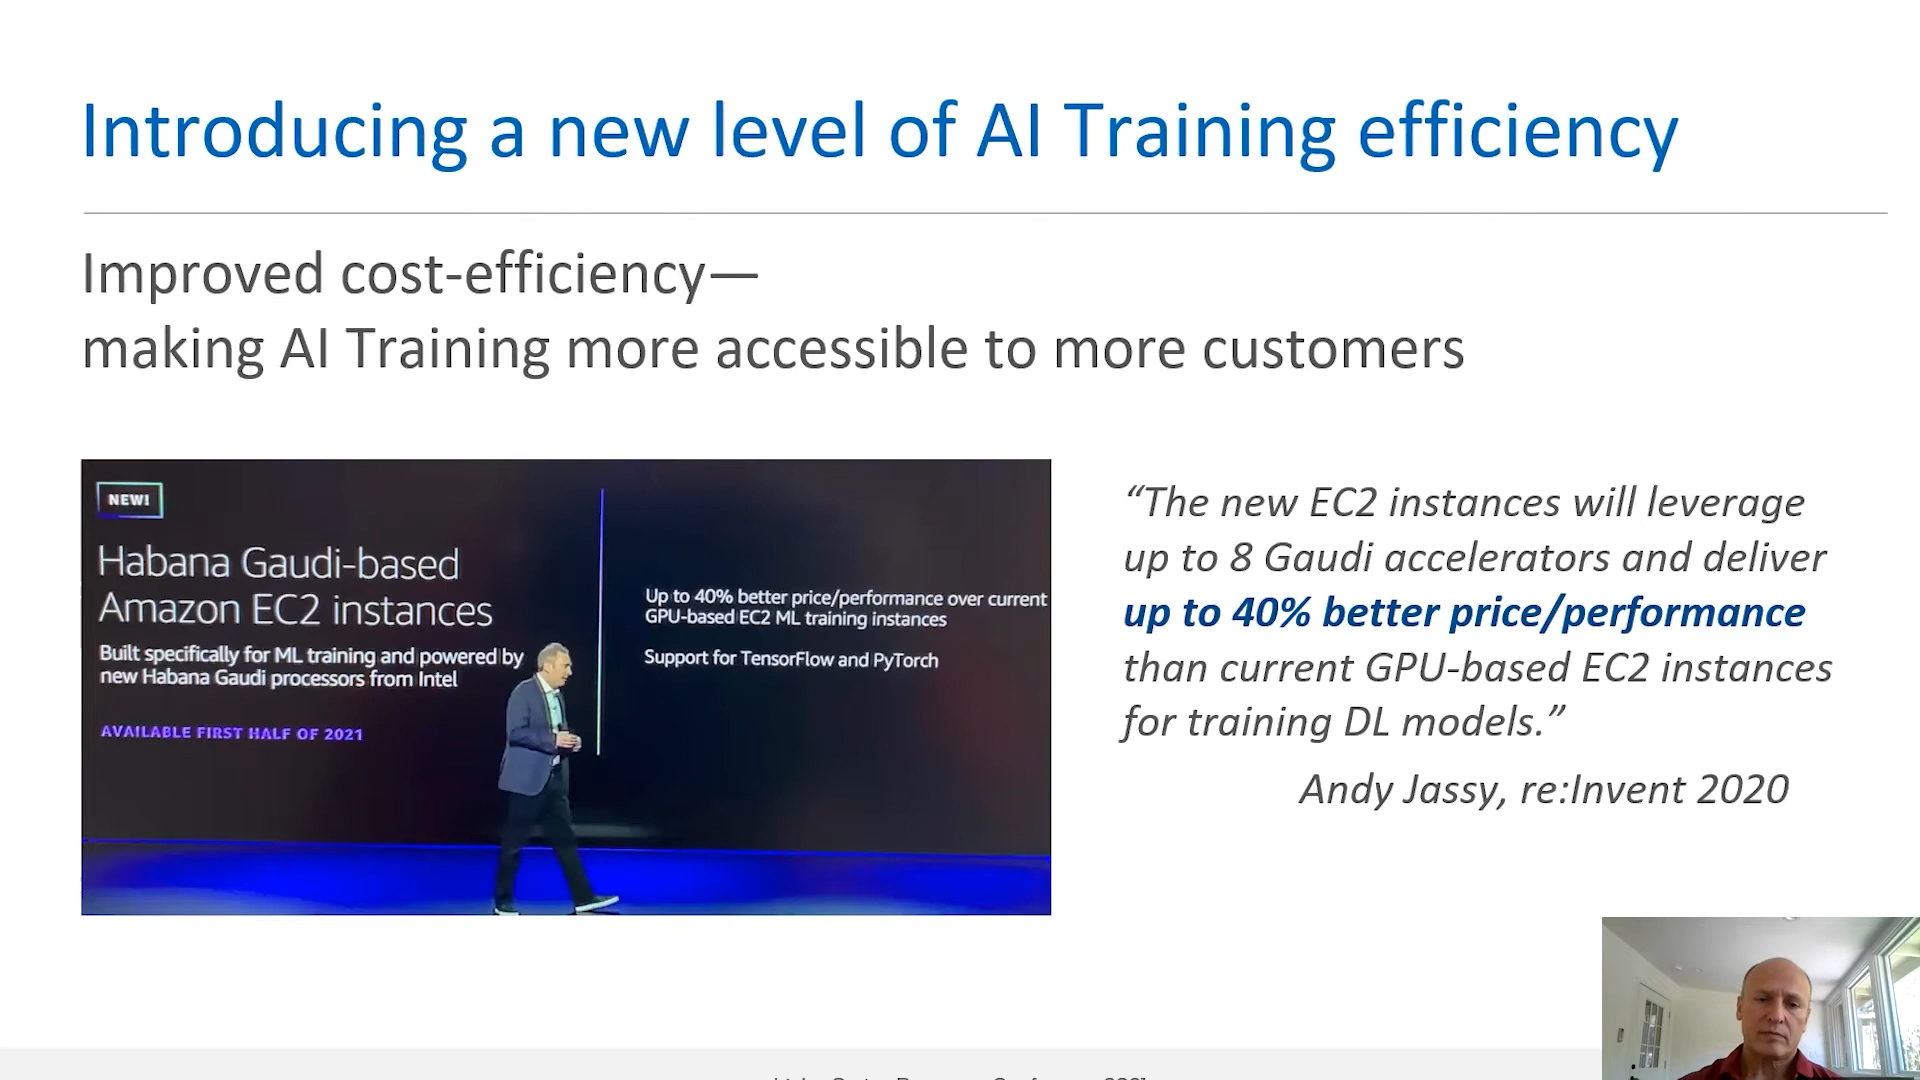 Introducing a new level of AI Training efficiency
Improved cost-efficiency—
making AI Training more accessible to more customers
NEW!
Habana Gaudi-based
Amazon EC2 instances
Built specifically for ML training and powered by
new Habana Gaudi processors from Intel
AVAILABLE FIRST HALF OF 2021
Up to 40% better price/performance over current
GPU-based EC2 ML training instances
Support for TensorFlow and PyTorch
“The new EC2 instances will leverage
up to 8 Gaudi accelerators and deliver
up to 40% better price/performance
than current GPU-based EC2 instances
for training DL models.”
Andy Jassy, re:Invent 2020